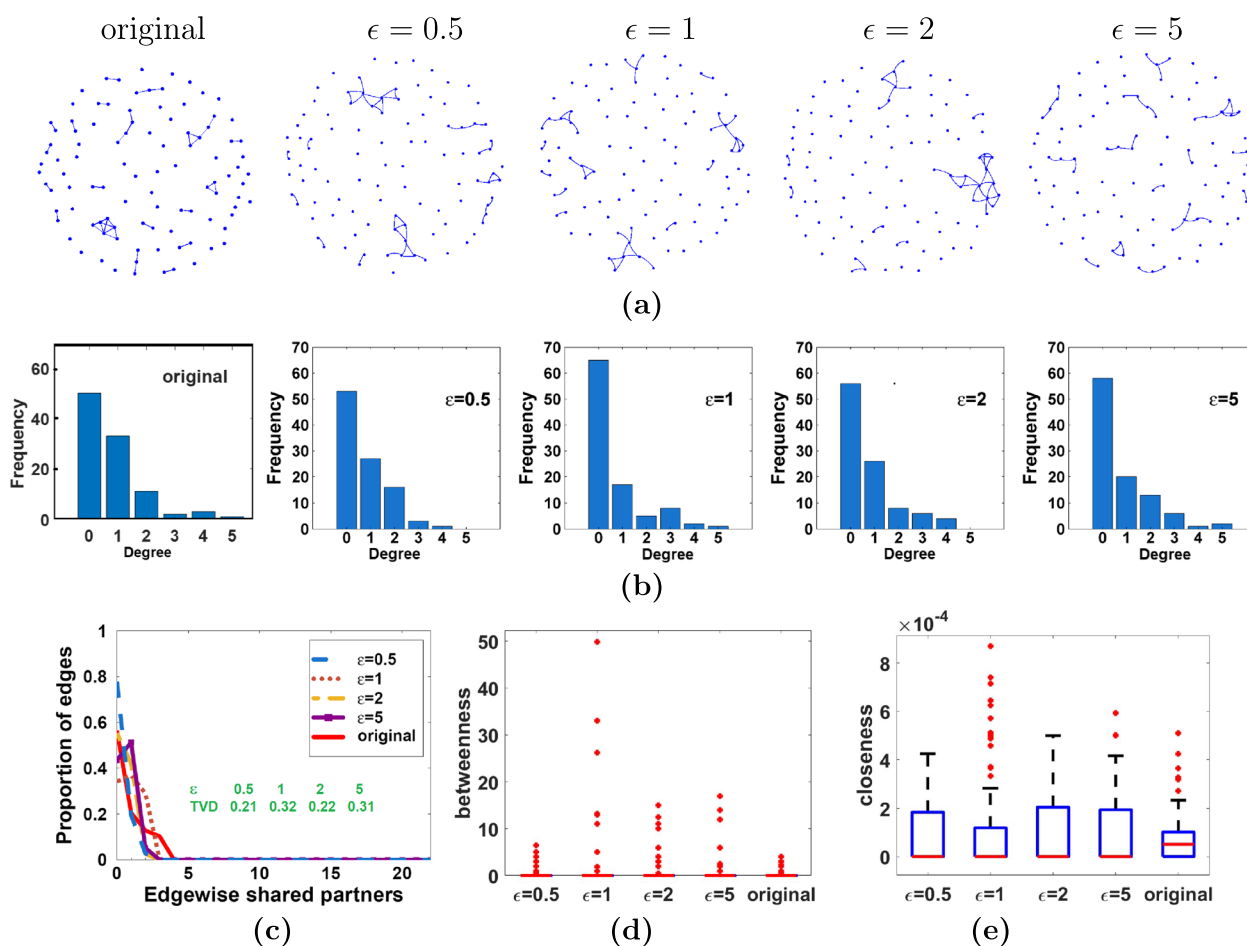 original ϵ = 0.5 ϵ = 1 ϵ = 2 ϵ = 5
(a)
Frequency
60
40
20
0
0 1 2 3 4 5
Degree
original
Frequency
70
60
50
40
30
20
10
0
0 1 2 3 4 5
Degree
ε=0.5
Frequency
70
60
50
40
30
20
10
0
0 1 2 3 4 5
Degree
ε=1
Frequency
70
60
50
40
30
20
10
0
0 1 2 3 4 5
Degree
ε=2
Frequency
70
60
50
40
30
20
10
0
0 1 2 3 4 5
Degree
ε=5
(b)
Proportion of edges
1
0.8
0.6
0.4
0.2
0
0 5 10 15 20
Edgewise shared partners
ε=0.5
ε=1
ε=2
ε=5
original
ε 0.5 1 2 5
TVD 0.21 0.32 0.22 0.31
(c)
betweenness
50
40
30
20
10
0
ϵ=0.5 ϵ=1 ϵ=2 ϵ=5 original
(d)
×10⁻⁴
closeness
8
6
4
2
0
ϵ=0.5 ϵ=1 ϵ=2 ϵ=5 original
(e)